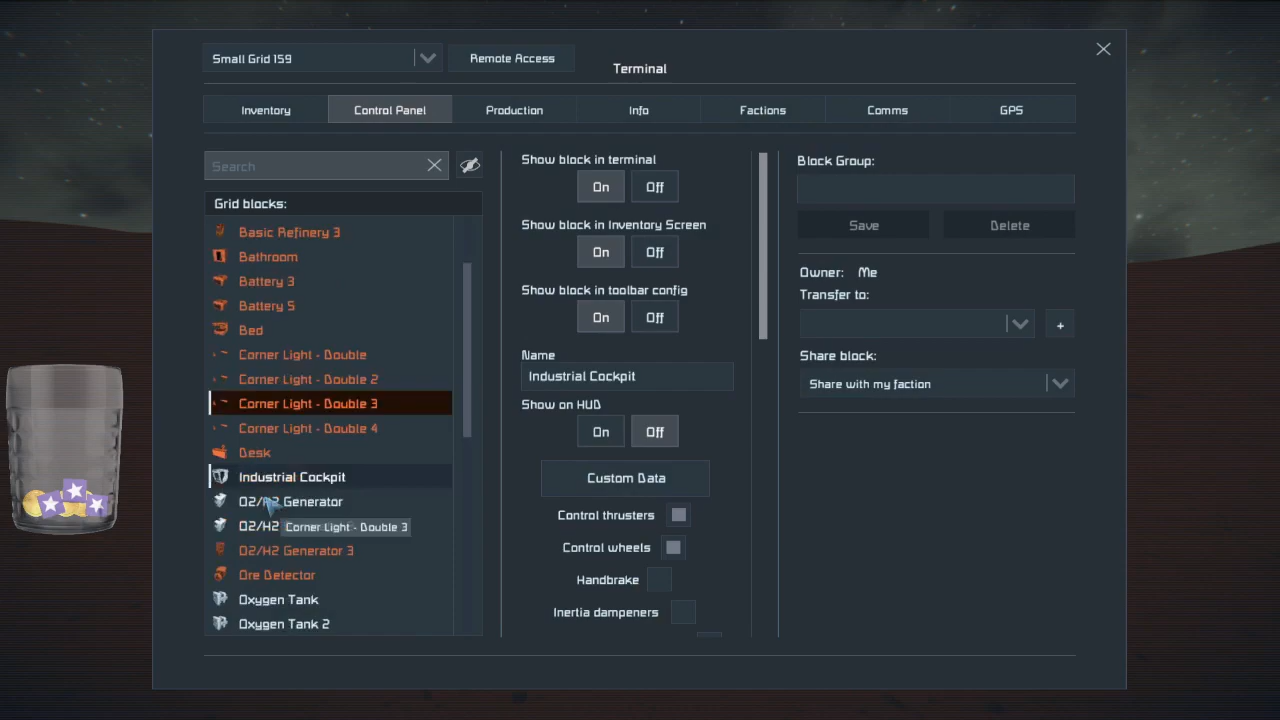 Small Grid 159
Remote Access
Terminal
Inventory
Control Panel
Production
Info
Factions
Comms
GPS
Search
Grid blocks:
Basic Refinery 3
Bathroom
Battery 3
Battery 5
Bed
Corner Light - Double
Corner Light - Double 2
Corner Light - Double 3
Corner Light - Double 4
Desk
Industrial Cockpit
O2/H2 Generator
O2/H2
Corner Light - Double 3
O2/H2 Generator 3
Ore Detector
Oxygen Tank
Oxygen Tank 2
Show block in terminal
On Off
Show block in Inventory Screen
On Off
Show block in toolbar config
On Off
Name
Industrial Cockpit
Show on HUD
On Off
Custom Data
Control thrusters
Control wheels
Handbrake
Inertia dampeners
Block Group:
Save
Delete
Owner: Me
Transfer to:
+
Share block:
Share with my faction